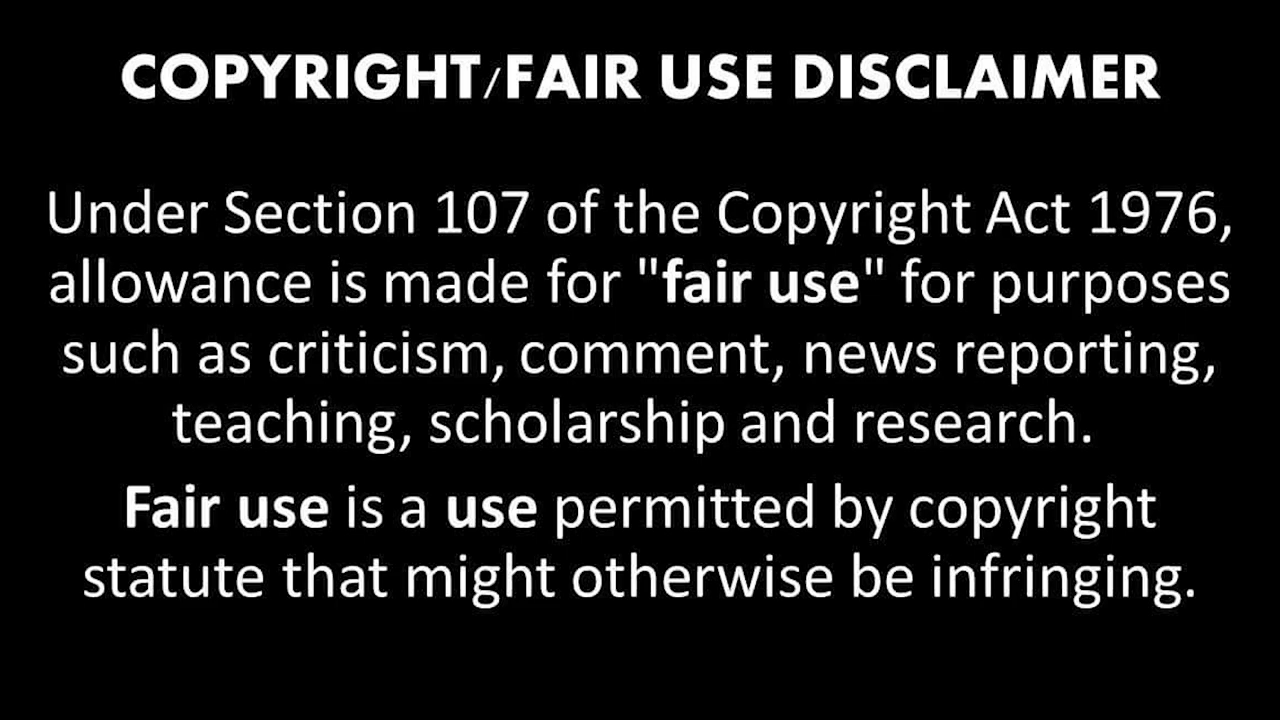 COPYRIGHT/FAIR USE DISCLAIMER
Under Section 107 of the Copyright Act 1976,
allowance is made for "fair use" for purposes
such as criticism, comment, news reporting,
teaching, scholarship and research.
Fair use is a use permitted by copyright
statute that might otherwise be infringing.